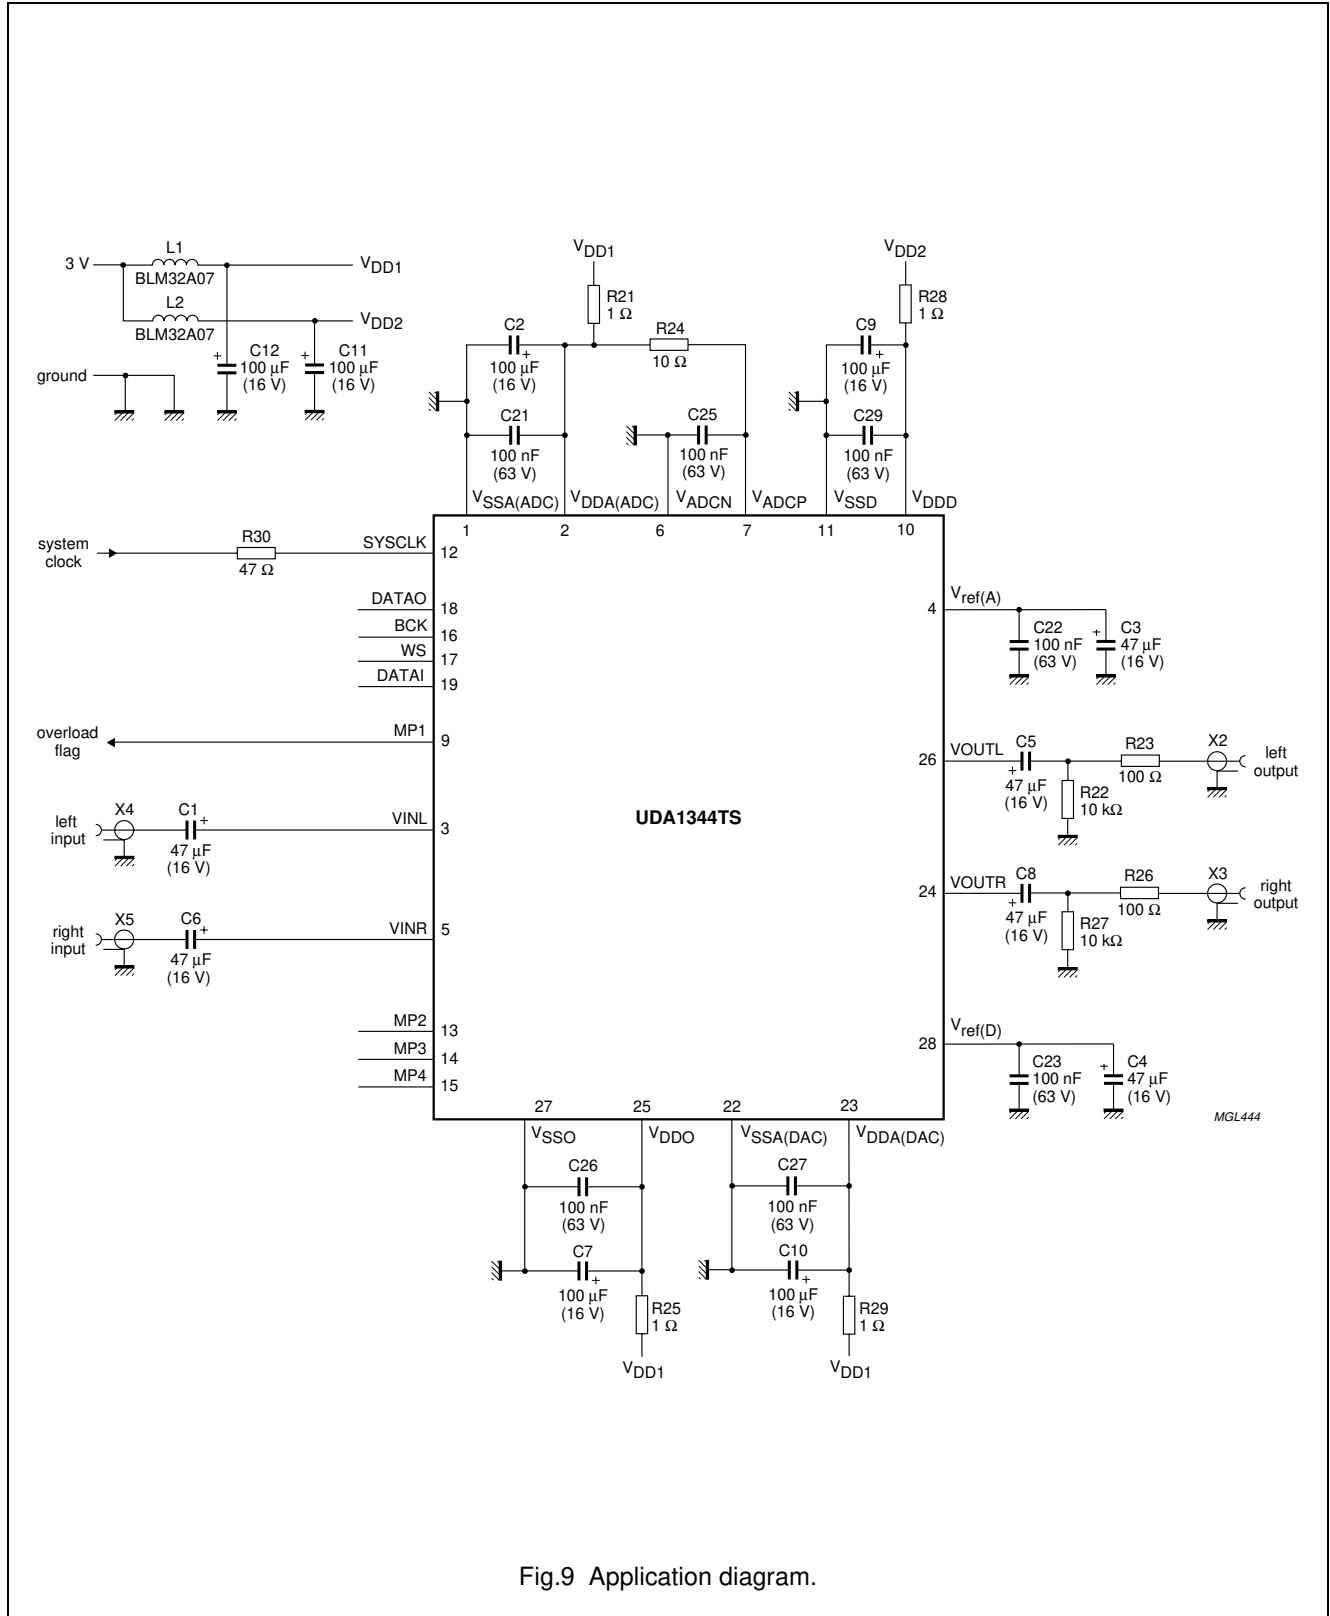 3 V
L1
BLM32A07
VDD1
L2
BLM32A07
VDD2
C12
100 µF
(16 V)
C11
100 µF
(16 V)
ground
VDD1
R21
1 Ω
C2
100 µF
(16 V)
R24
10 Ω
C21
100 nF
(63 V)
C25
100 nF
(63 V)
VDD2
R28
1 Ω
C9
100 µF
(16 V)
C29
100 nF
(63 V)
VSSA(ADC)
VDDA(ADC)
VADCN
VADCP
VSSD
VDDD
1
2
6
7
11
10
system
clock
R30
47 Ω
SYSCLK
12
DATAO
18
BCK
16
WS
17
DATAI
19
overload
flag
MP1
9
left
input
X4
C1
47 µF
(16 V)
VINL
3
right
input
X5
C6
47 µF
(16 V)
VINR
5
MP2
13
MP3
14
MP4
15
UDA1344TS
4
Vref(A)
C22
100 nF
(63 V)
C3
47 µF
(16 V)
26
VOUTL
C5
47 µF
(16 V)
R22
10 kΩ
R23
100 Ω
X2
left
output
24
VOUTR
C8
47 µF
(16 V)
R27
10 kΩ
R26
100 Ω
X3
right
output
28
Vref(D)
C23
100 nF
(63 V)
C4
47 µF
(16 V)
27
25
22
23
VSSO
VDDO
VSSA(DAC)
VDDA(DAC)
C26
100 nF
(63 V)
C7
100 µF
(16 V)
R25
1 Ω
VDD1
C27
100 nF
(63 V)
C10
100 µF
(16 V)
R29
1 Ω
VDD1
MGL444
Fig.9 Application diagram.